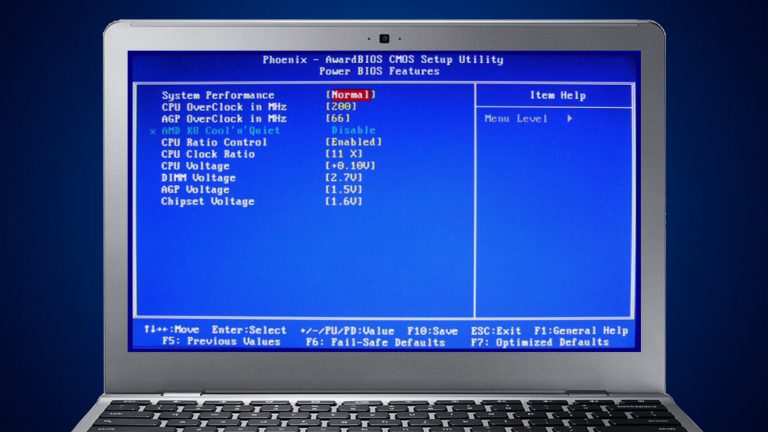 Phoenix - AwardBIOS CMOS Setup Utility
Power BIOS Features
System Performance [Normal]
CPU OverClock in MHz [200]
AGP OverClock in MHz [66]
x AMD K8 Cool'n'Quiet Disable
CPU Ratio Control [Enabled]
CPU Clock Ratio [11 X]
CPU Voltage [+0.10V]
DIMM Voltage [2.7V]
AGP Voltage [1.5V]
Chipset Voltage [1.6V]
Item Help
Menu Level ▸
↑↓→←:Move Enter:Select +/-/PU/PD:Value F10:Save ESC:Exit F1:General Help
F5: Previous Values F6: Fail-Safe Defaults F7: Optimized Defaults